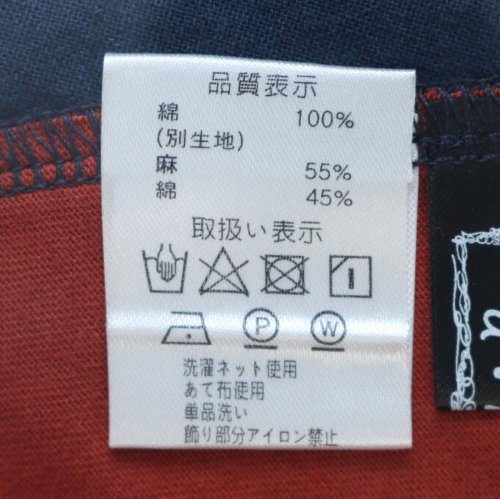 品質表示
綿 100%
(別生地)
麻 55%
綿 45%
取扱い表示
P W
洗濯ネット使用
あて布使用
単品洗い
飾り部分アイロン禁止
a